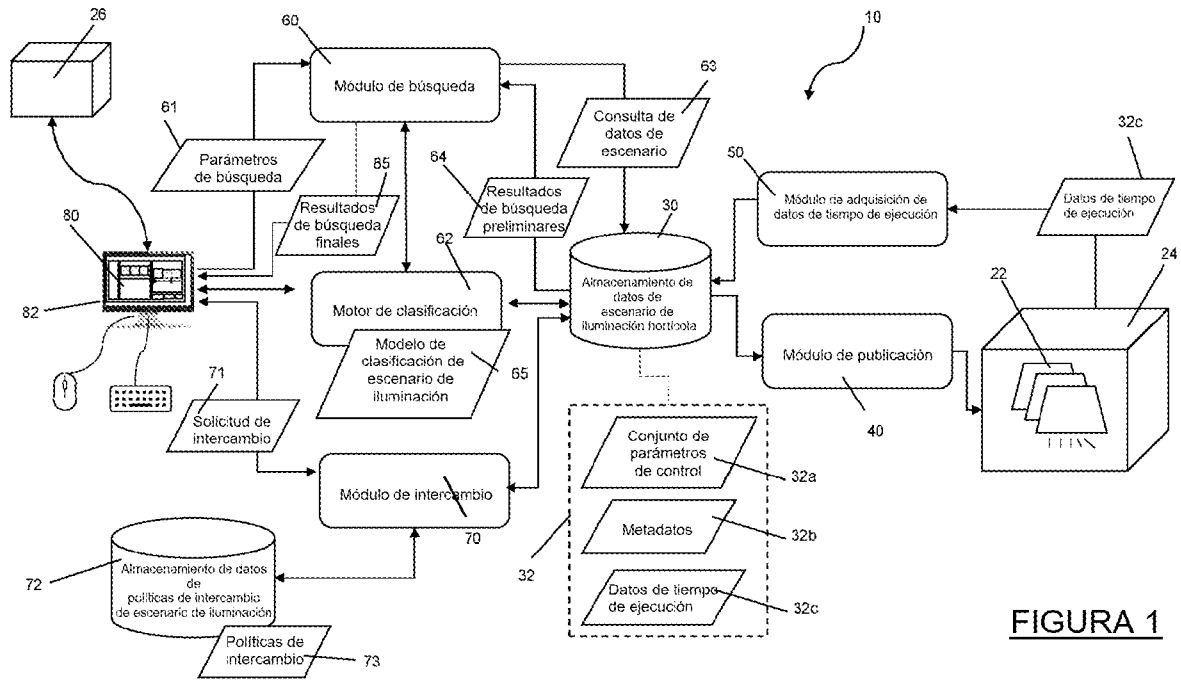 26
60
10
Módulo de búsqueda
63
61
Consulta de
datos de
escenario
32c
Parámetros
de búsqueda
85
64
50
Resultados
de búsqueda
finales
Resultados
de búsqueda
preliminares
Módulo de adquisición de
datos de tiempo de ejecución
Datos de tiempo
de ejecución
80
62
30
24
82
Motor de clasificación
Almacenamiento de
datos de
escenario de
iluminación hortícola
22
Modelo de
clasificación de
escenario de
iluminación
65
Módulo de publicación
71
Solicitud de
intercambio
40
Conjunto de
parámetros
de control
32a
Módulo de intercambio
70
Metadatos
32b
72
Almacenamiento de datos
de
políticas de intercambio
de escenario de iluminación
32
Datos de tiempo
de ejecución
32c
Políticas de
intercambio
73
FIGURA 1